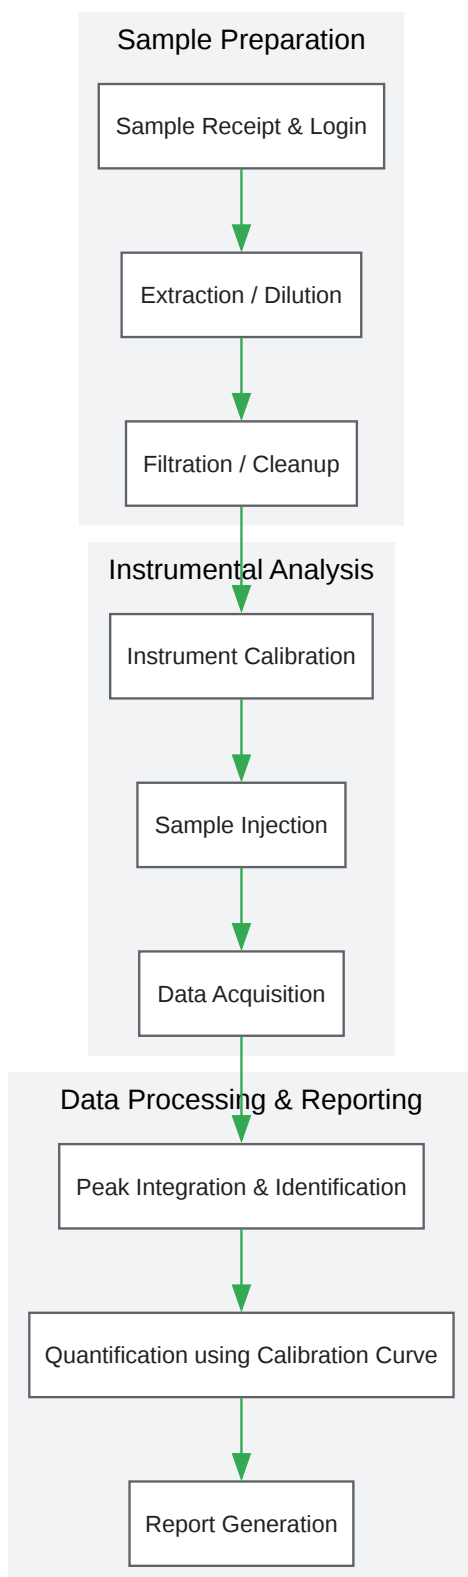 Sample Preparation
Sample Receipt & Login
Extraction / Dilution
Filtration / Cleanup
Instrumental Analysis
Instrument Calibration
Sample Injection
Data Acquisition
Data Processing & Reporting
Peak Integration & Identification
Quantification using Calibration Curve
Report Generation